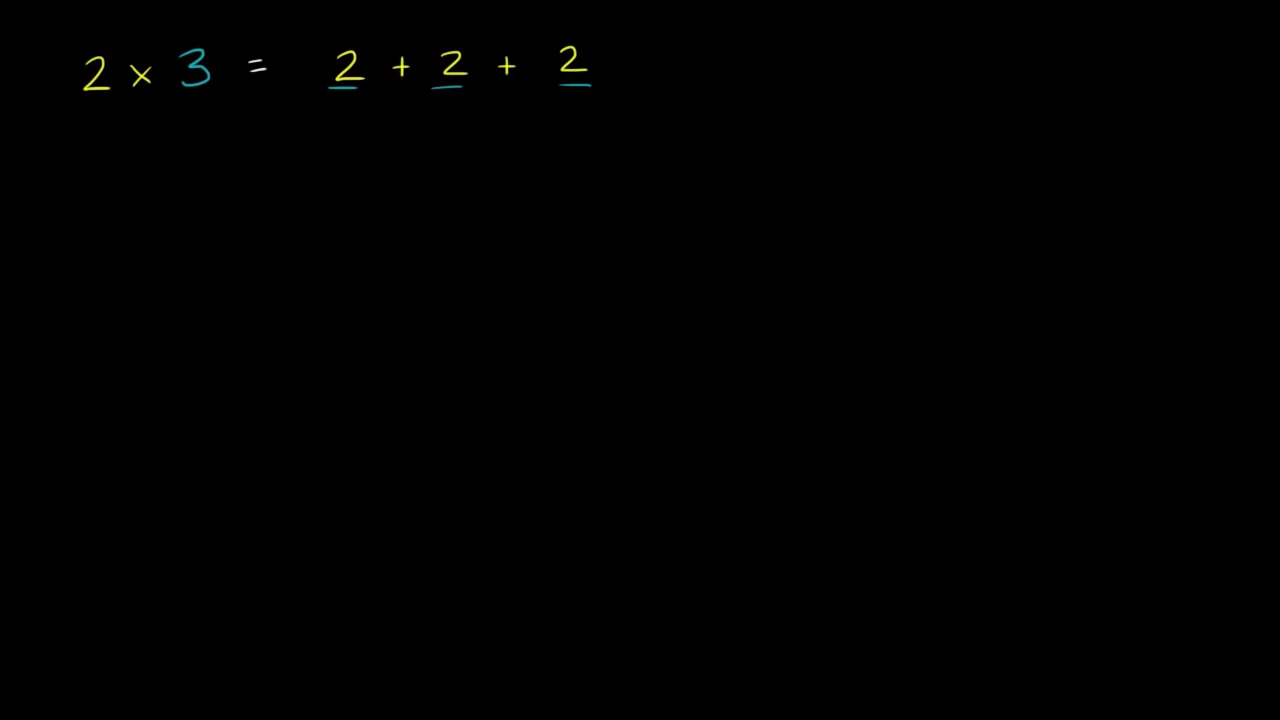 2 × 3 = 2 + 2 + 2